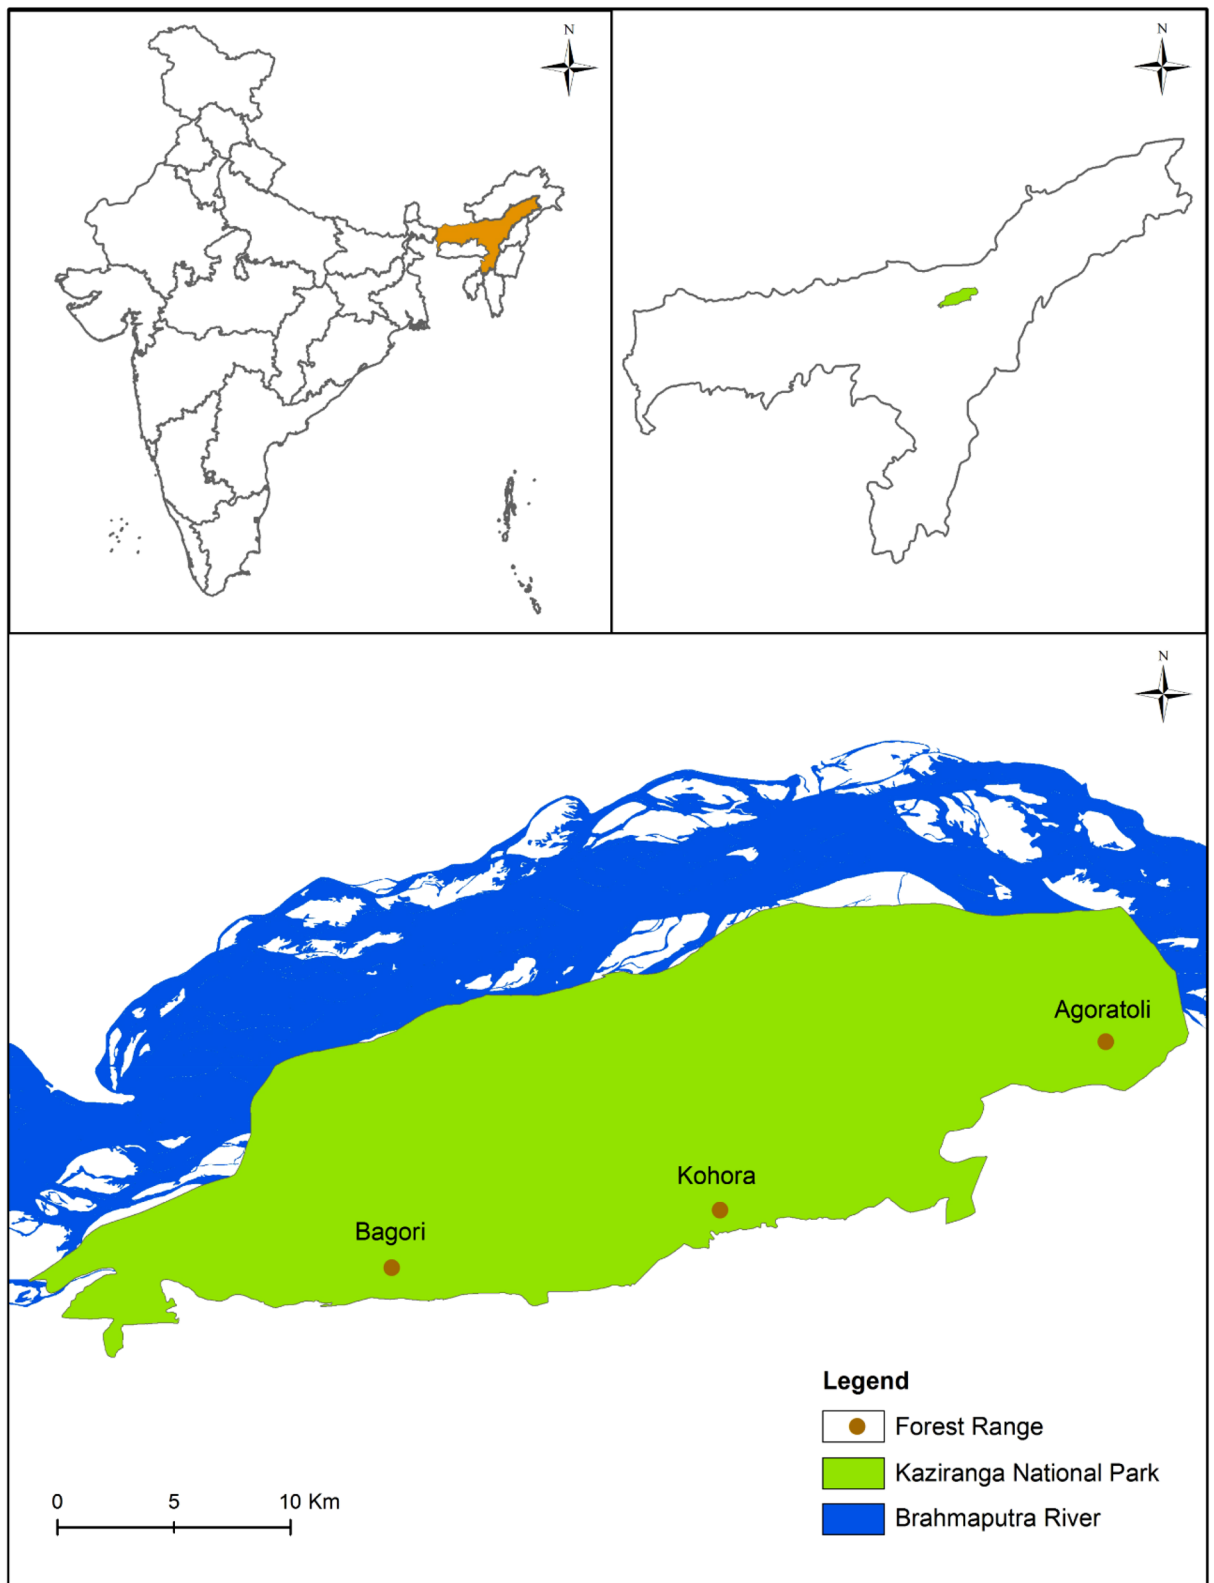 N
N
N
Agoratoli
Kohora
Bagori
Legend
Forest Range
Kaziranga National Park
Brahmaputra River
0 5 10 Km